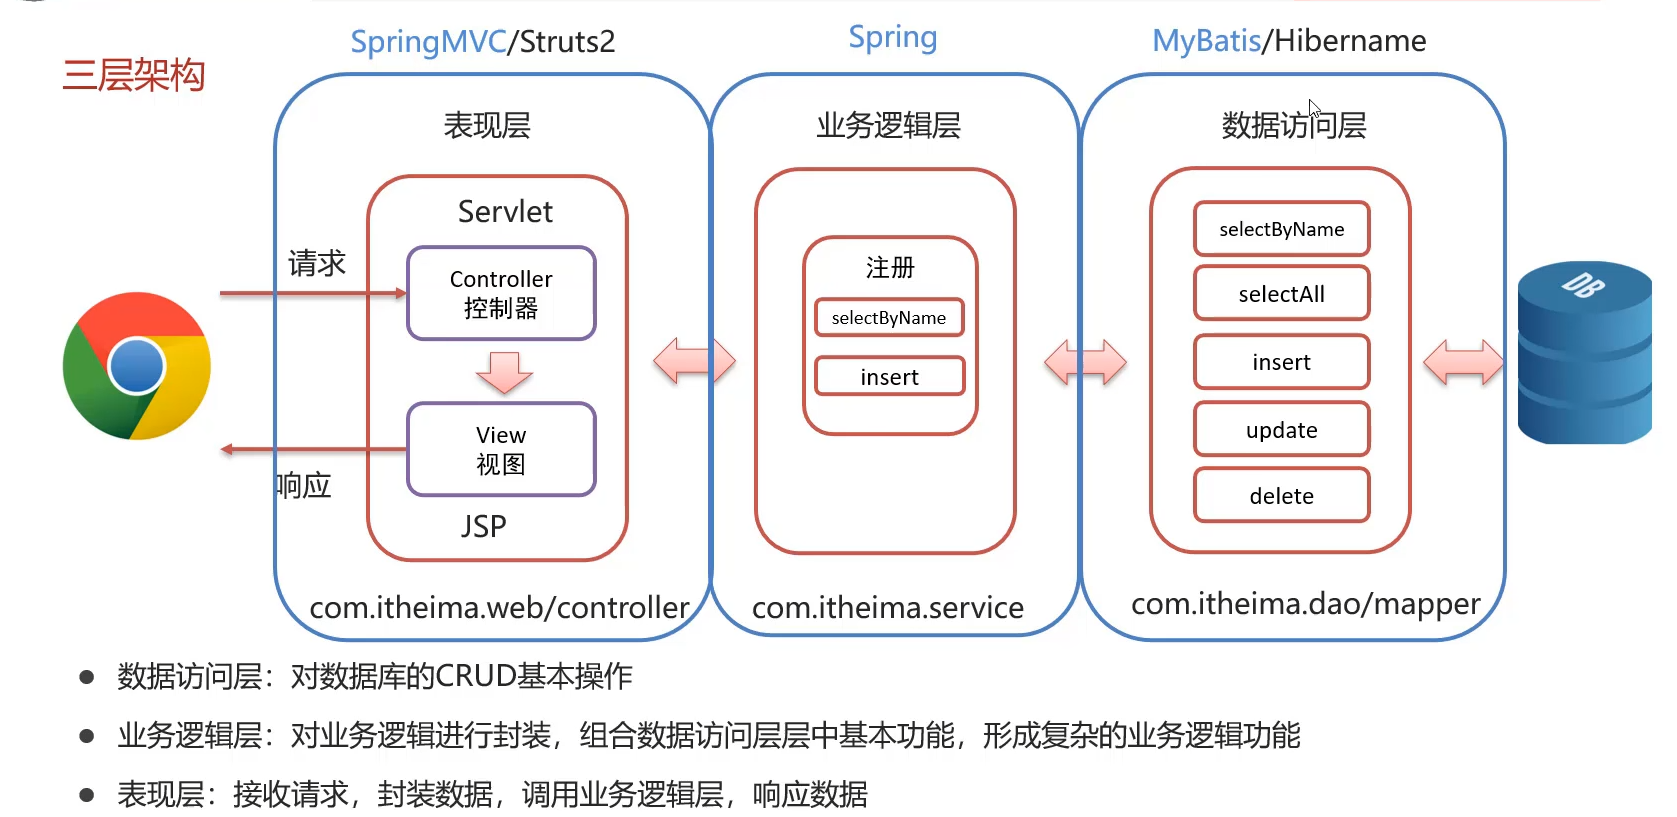 三层架构
SpringMVC/Struts2
Spring
MyBatis/Hibername
表现层
业务逻辑层
数据访问层
请求
响应
Servlet
Controller
控制器
View
视图
JSP
com.itheima.web/controller
注册
selectByName
insert
com.itheima.service
selectByName
selectAll
insert
update
delete
com.itheima.dao/mapper
DB
● 数据访问层：对数据库的CRUD基本操作
● 业务逻辑层：对业务逻辑进行封装，组合数据访问层层中基本功能，形成复杂的业务逻辑功能
● 表现层：接收请求，封装数据，调用业务逻辑层，响应数据